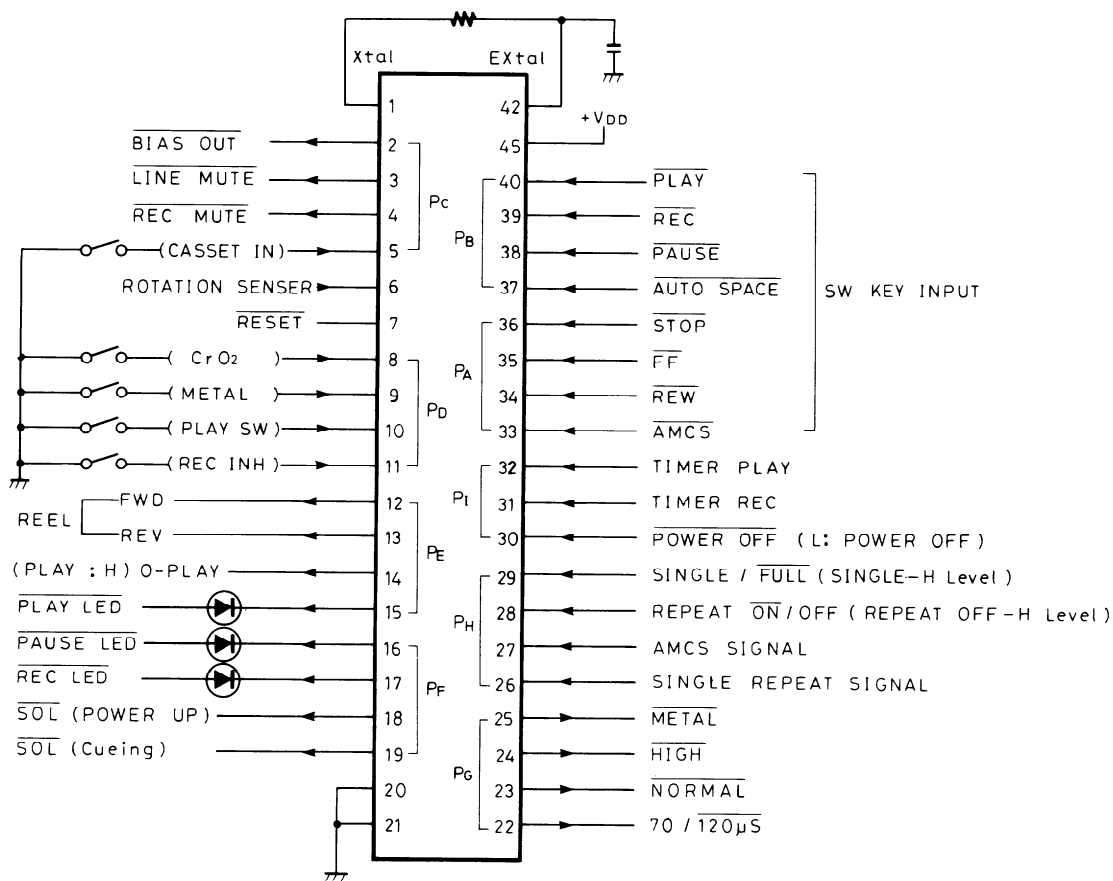 Xtal EXtal
1 42
+VDD
BIAS OUT 2 45
LINE MUTE 3 40 PLAY
REC MUTE 4 PC 39 REC
(CASSET IN) 5 PB 38 PAUSE
ROTATION SENSER 6 37 AUTO SPACE
SW KEY INPUT
RESET 7 36 STOP
( CrO2 ) 8 35 FF
PA
( METAL ) 9 34 REW
PD
( PLAY SW) 10 33 AMCS
( REC INH) 11 32 TIMER PLAY
REEL FWD 12 PI 31 TIMER REC
REV 13 30 POWER OFF (L: POWER OFF)
PE
(PLAY : H) O-PLAY 14 29 SINGLE / FULL (SINGLE-H Level)
PLAY LED 15 28 REPEAT ON/OFF (REPEAT OFF-H Level)
PH
PAUSE LED 16 27 AMCS SIGNAL
REC LED 17 26 SINGLE REPEAT SIGNAL
PF
SOL (POWER UP) 18 25 METAL
SOL (Cueing) 19 24 HIGH
PG
20 23 NORMAL
21 22 70 / 120µS